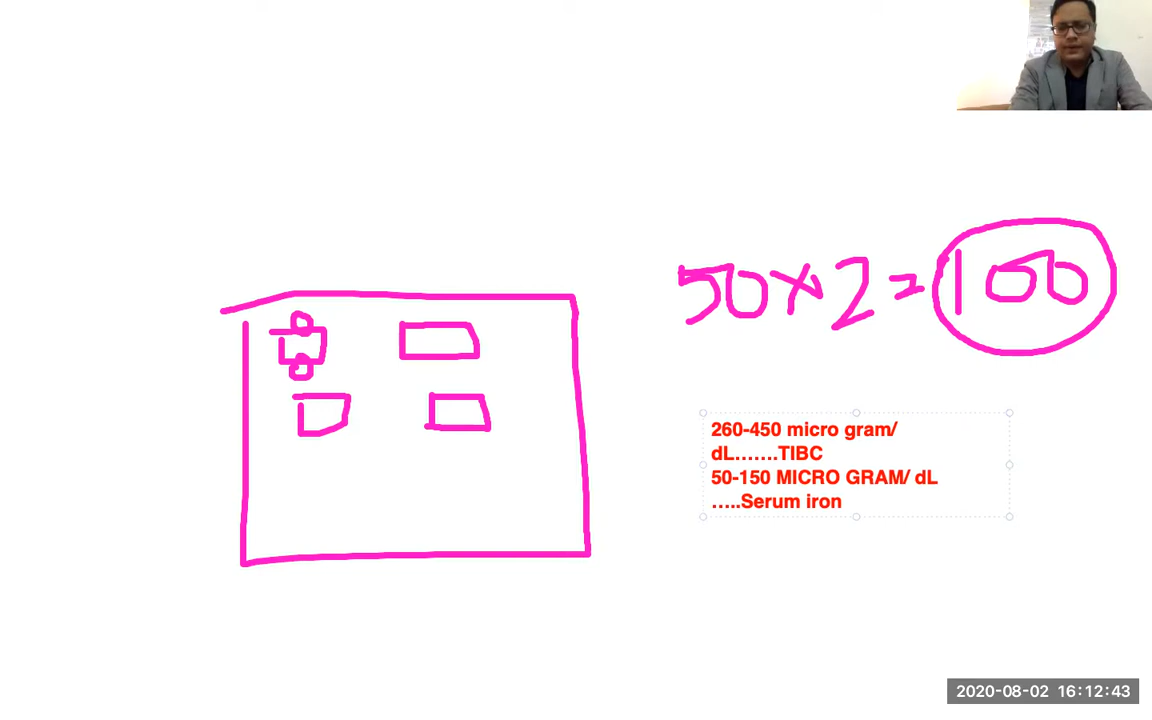 50×2=100
260-450 micro gram/
dL.......TIBC
50-150 MICRO GRAM/ dL
.....Serum iron
2020-08-02 16:12:43